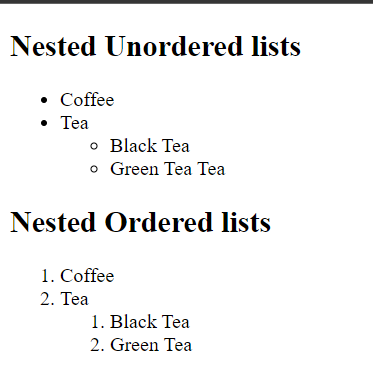 Nested Unordered lists
• Coffee
• Tea
◦ Black Tea
◦ Green Tea Tea
Nested Ordered lists
1. Coffee
2. Tea
1. Black Tea
2. Green Tea